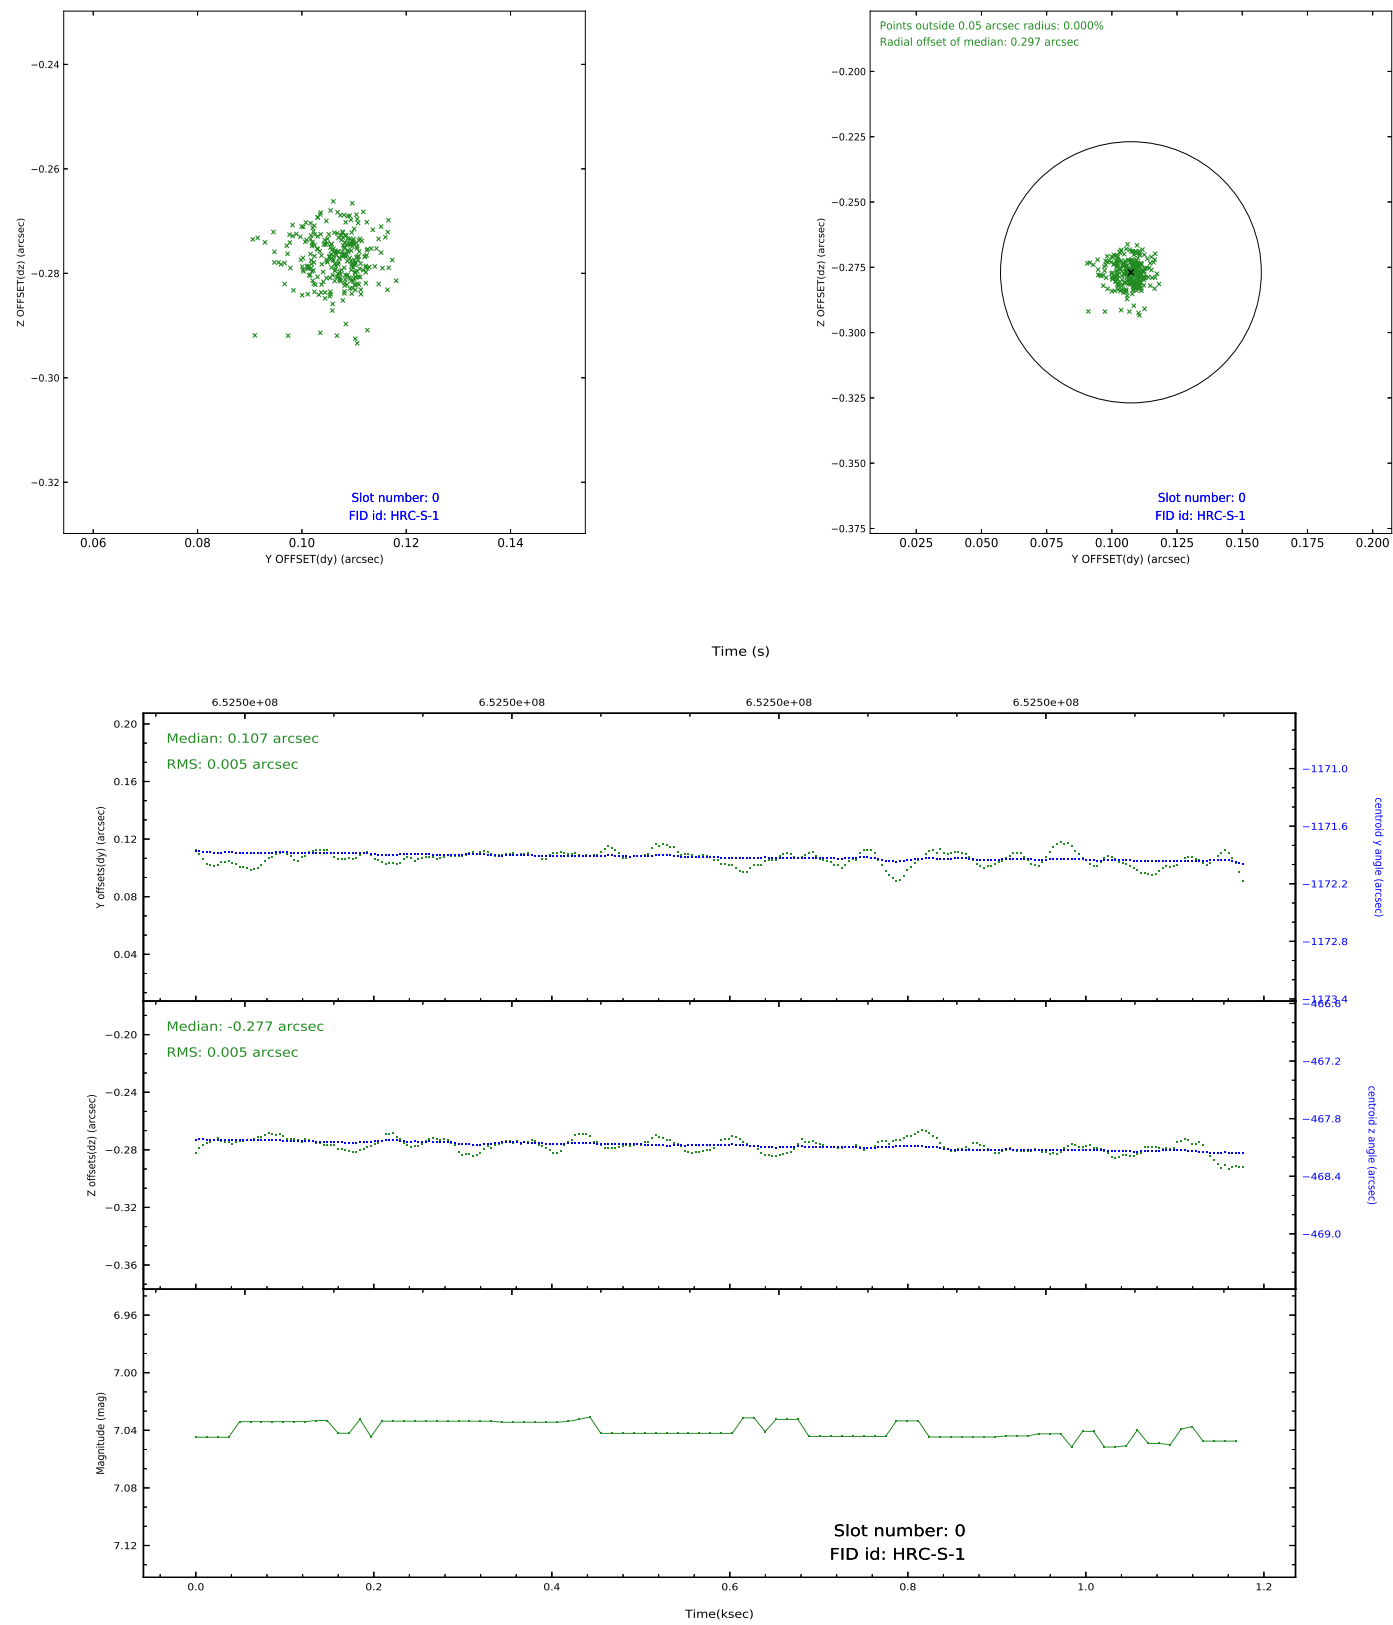 −0.24
−0.26
−0.28
−0.30
−0.32
Z OFFSET(dz) (arcsec)
Slot number: 0
FID id: HRC-S-1
0.06 0.08 0.10 0.12 0.14
Y OFFSET(dy) (arcsec)
Points outside 0.05 arcsec radius: 0.000%
Radial offset of median: 0.297 arcsec
−0.200
−0.225
−0.250
−0.275
−0.300
−0.325
−0.350
−0.375
Z OFFSET(dz) (arcsec)
Slot number: 0
FID id: HRC-S-1
0.025 0.050 0.075 0.100 0.125 0.150 0.175 0.200
Y OFFSET(dy) (arcsec)
Time (s)
6.5250e+08 6.5250e+08 6.5250e+08 6.5250e+08
Median: 0.107 arcsec
RMS: 0.005 arcsec
0.20
0.16
0.12
0.08
0.04
Y offsets(dy) (arcsec)
−1171.0
−1171.6
−1172.2
−1172.8
−1173.4
centroid y angle (arcsec)
Median: -0.277 arcsec
RMS: 0.005 arcsec
−0.20
−0.24
−0.28
−0.32
−0.36
Z offsets(dz) (arcsec)
−466.6
−467.2
−467.8
−468.4
−469.0
centroid z angle (arcsec)
6.96
7.00
7.04
7.08
7.12
Magnitude (mag)
Slot number: 0
FID id: HRC-S-1
0.0 0.2 0.4 0.6 0.8 1.0 1.2
Time(ksec)